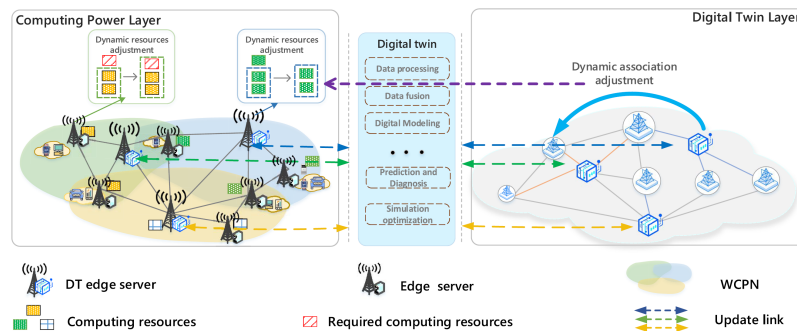 Computing Power Layer
Digital Twin Layer
Dynamic resources
adjustment
Dynamic resources
adjustment
Digital twin
Data processing
Data fusion
Digital Modeling
Prediction and
Diagnosis
Simulation
optimization
Dynamic association
adjustment
DT edge server
Edge server
WCPN
Computing resources
Required computing resources
Update link